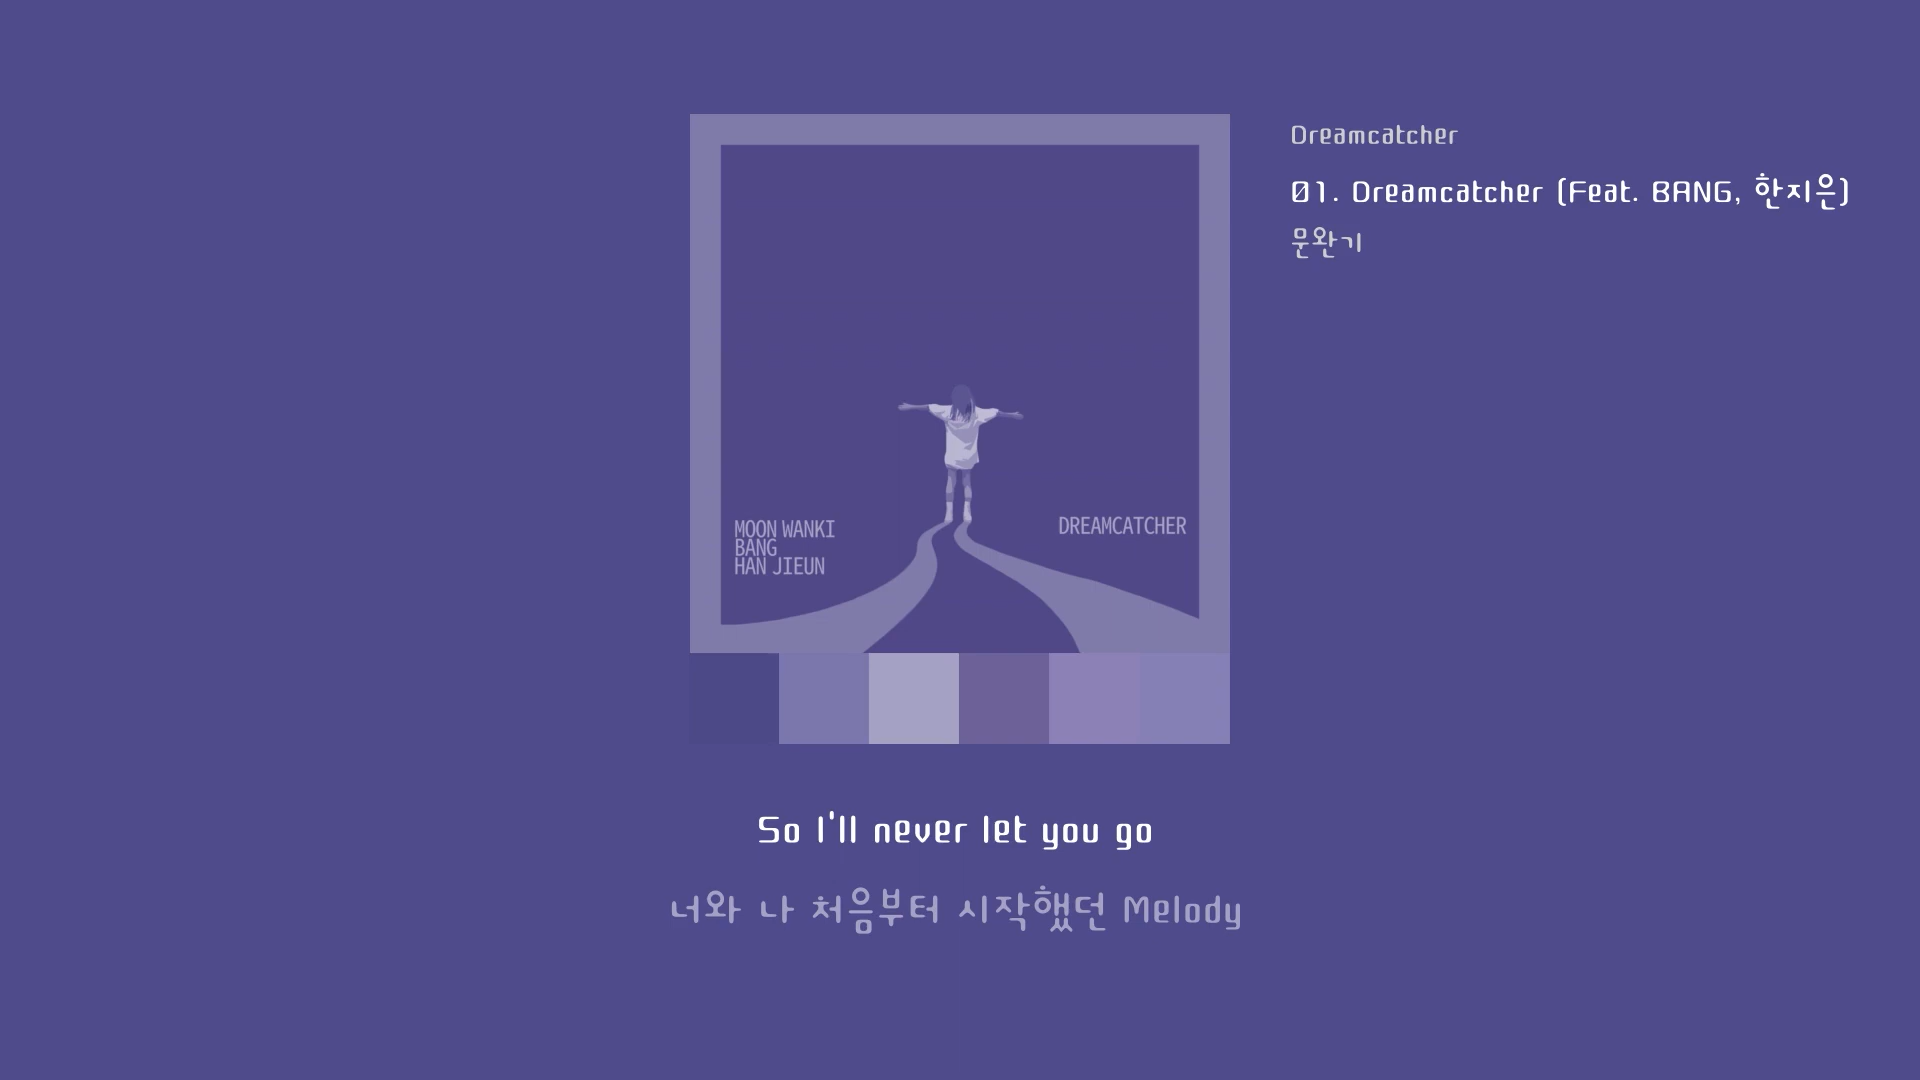 Dreamcatcher
01. Dreamcatcher (Feat. BANG, 한지은)
문완기
MOON WANKI
BANG
HAN JIEUN
DREAMCATCHER
So I'll never let you go
너와 나 처음부터 시작했던 Melody